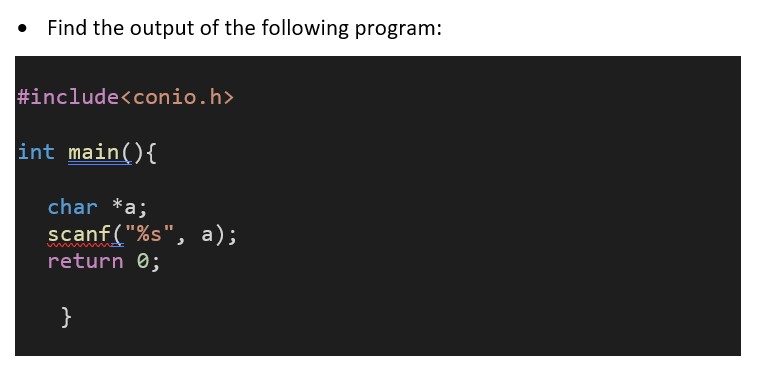 • Find the output of the following program:
#include<conio.h>
int main(){
char *a;
scanf("%s", a);
return 0;
}